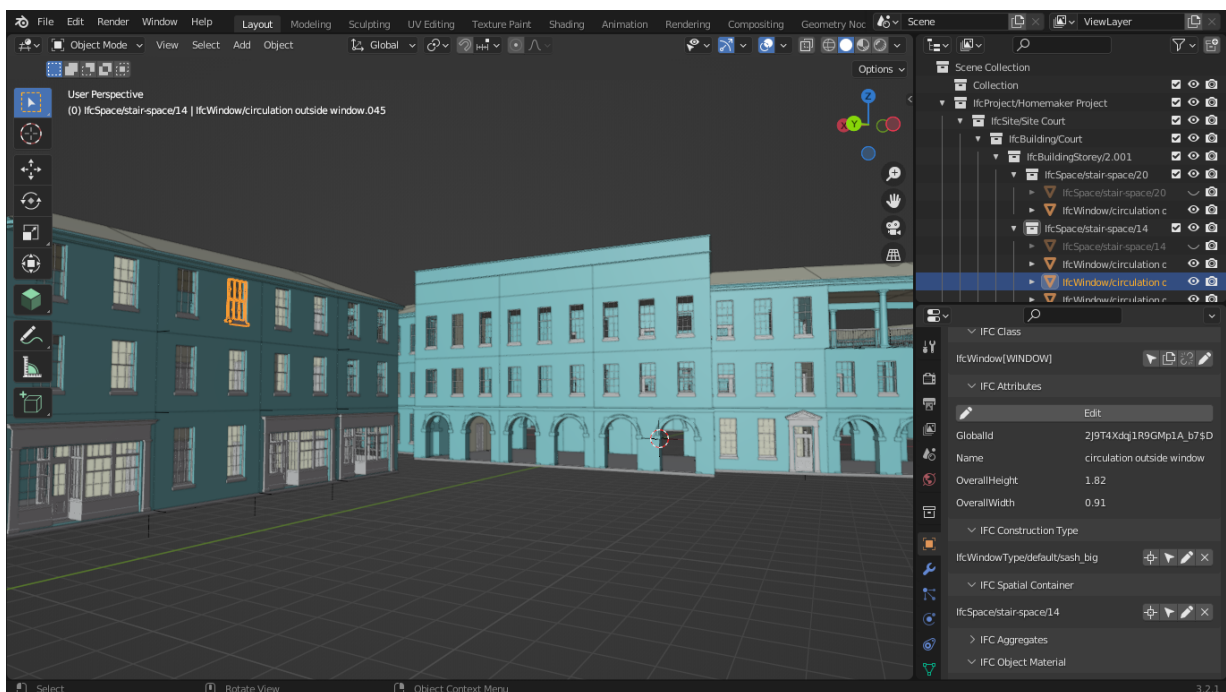 File Edit Render Window Help Layout Modeling Sculpting UV Editing Texture Paint Shading Animation Rendering Compositing Geometry Noc Scene ViewLayer
Object Mode View Select Add Object Global
Options
User Perspective
(0) IfcSpace/stair-space/14 | IfcWindow/circulation outside window.045
Z
X
Y
Scene Collection
Collection
IfcProject/Homemaker Project
IfcSite/Site Court
IfcBuilding/Court
IfcBuildingStorey/2.001
IfcSpace/stair-space/20
IfcSpace/stair-space/20
IfcWindow/circulation c
IfcSpace/stair-space/14
IfcSpace/stair-space/14
IfcWindow/circulation c
IfcWindow/circulation c
IfcWindow/circulation c
IFC Class
IfcWindow[WINDOW]
IFC Attributes
Edit
GlobalId 2J9T4Xdqj1R9GMp1A_b7$D
Name circulation outside window
OverallHeight 1.82
OverallWidth 0.91
IFC Construction Type
IfcWindowType/default/sash_big
IFC Spatial Container
IfcSpace/stair-space/14
IFC Aggregates
IFC Object Material
Select Rotate View Object Context Menu 3.2.1